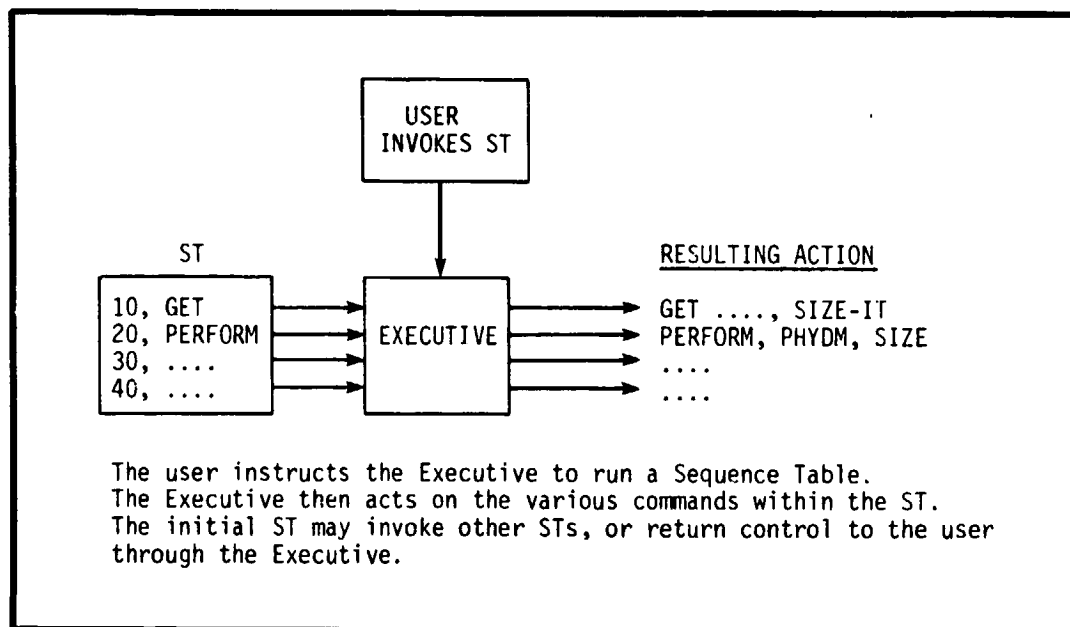 USER
INVOKES ST
ST
10, GET
20, PERFORM
30, ....
40, ....
EXECUTIVE
RESULTING ACTION
GET ...., SIZE-IT
PERFORM, PHYDM, SIZE
....
....
The user instructs the Executive to run a Sequence Table.
The Executive then acts on the various commands within the ST.
The initial ST may invoke other STs, or return control to the user
through the Executive.